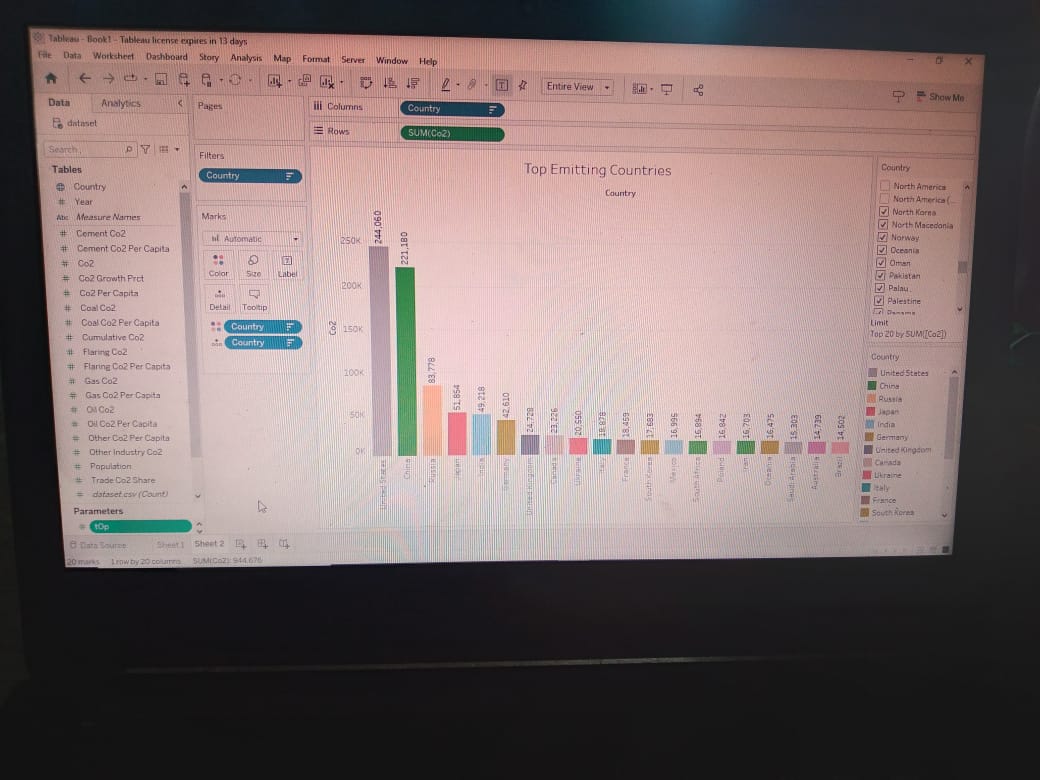 Tableau - Book1 - Tableau license expires in 13 days
File Data Worksheet Dashboard Story Analysis Map Format Server Window Help
Entire View
Show Me
Data Analytics
dataset
Search
Tables
Country
Year
Abc Measure Names
Cement Co2
Cement Co2 Per Capita
Co2
Co2 Growth Prct
Co2 Per Capita
Coal Co2
Coal Co2 Per Capita
Cumulative Co2
Flaring Co2
Flaring Co2 Per Capita
Gas Co2
Gas Co2 Per Capita
Oil Co2
Oil Co2 Per Capita
Other Co2 Per Capita
Other Industry Co2
Population
Trade Co2 Share
dataset.csv (Count)
Parameters
tOp
Pages
Filters
Country
Marks
Automatic
Color Size Label
Detail Tooltip
Country
Country
Columns Country
Rows SUM(Co2)
Top Emitting Countries
Country
Co2
250K
200K
150K
100K
50K
0K
244,060
221,180
83,778
51,854
49,218
42,610
24,728
23,226
20,550
18,878
18,459
17,683
16,995
16,894
16,842
16,703
16,475
15,303
14,739
14,502
United States
China
Russia
Japan
India
Germany
United Kingdom
Canada
Ukraine
Italy
France
South Korea
Mexico
South Africa
Poland
Iran
Oceania
Saudi Arabia
Australia
Brazil
Country
North America
North America (...
North Korea
North Macedonia
Norway
Oceania
Oman
Pakistan
Palau
Palestine
Panama
Limit
Top 20 by SUM([Co2])
Country
United States
China
Russia
Japan
India
Germany
United Kingdom
Canada
Ukraine
Italy
France
South Korea
Data Source Sheet 1 Sheet 2
20 marks 1 row by 20 columns SUM(Co2): 944,676